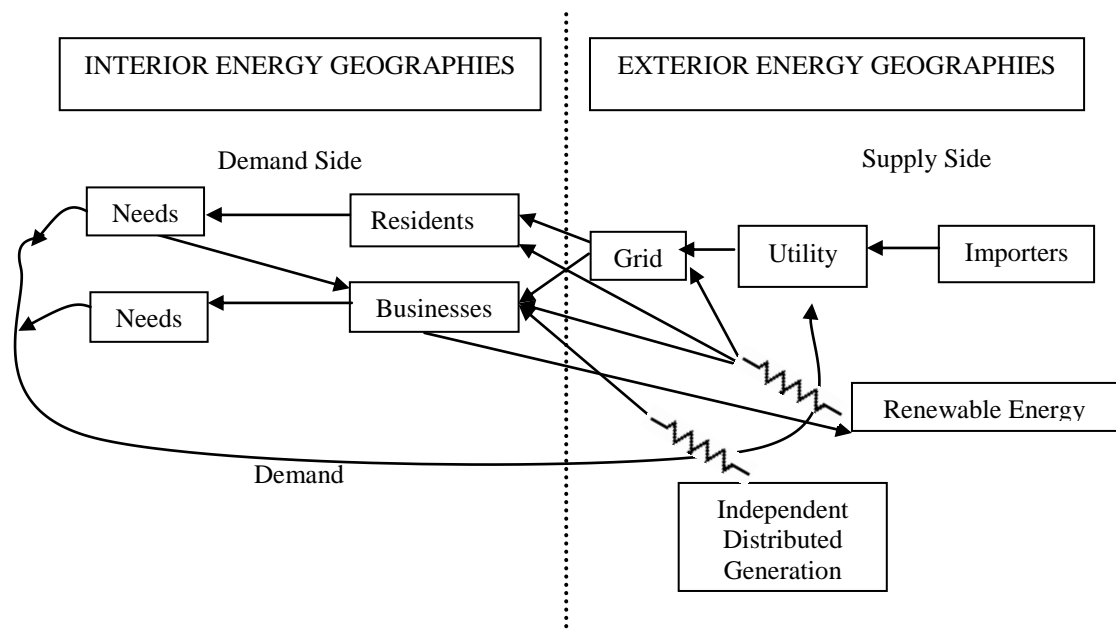 INTERIOR ENERGY GEOGRAPHIES
EXTERIOR ENERGY GEOGRAPHIES
Demand Side
Supply Side
Needs
Residents
Grid
Utility
Importers
Needs
Businesses
Renewable Energy
Demand
Independent
Distributed
Generation